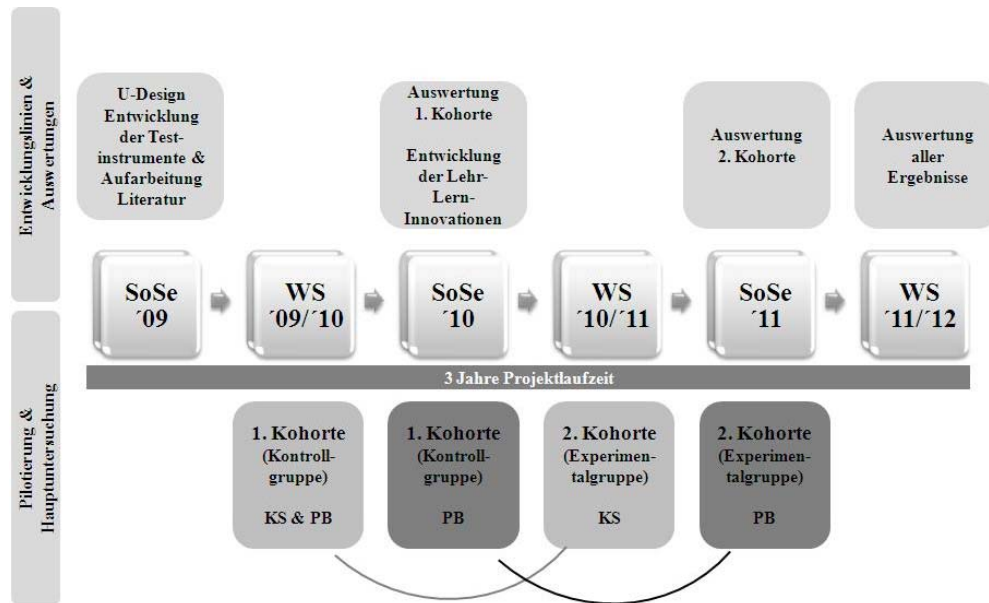 Entwicklungslinien &
Auswertungen
U-Design
Entwicklung
der Test-
instrumente &
Aufarbeitung
Literatur
Auswertung
1. Kohorte
Entwicklung
der Lehr-
Lern-
Innovationen
Auswertung
2. Kohorte
Auswertung
aller
Ergebnisse
SoSe
´09
WS
´09/´10
SoSe
´10
WS
´10/´11
SoSe
´11
WS
´11/´12
3 Jahre Projektlaufzeit
Pilotierung &
Hauptuntersuchung
1. Kohorte
(Kontroll-
gruppe)
KS & PB
1. Kohorte
(Kontroll-
gruppe)
PB
2. Kohorte
(Experimen-
talgruppe)
KS
2. Kohorte
(Experimen-
talgruppe)
PB